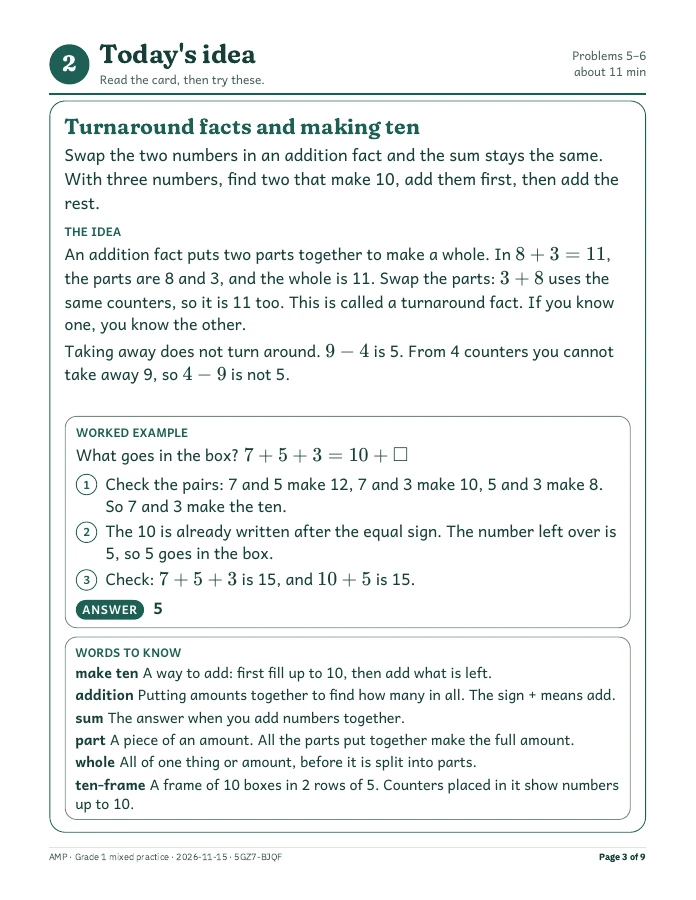 2
Today's idea
Read the card, then try these.
Problems 5–6
about 11 min
Turnaround facts and making ten
Swap the two numbers in an addition fact and the sum stays the same.
With three numbers, find two that make 10, add them first, then add the
rest.
THE IDEA
An addition fact puts two parts together to make a whole. In 8 + 3 = 11,
the parts are 8 and 3, and the whole is 11. Swap the parts: 3 + 8 uses the
same counters, so it is 11 too. This is called a turnaround fact. If you know
one, you know the other.
Taking away does not turn around. 9 − 4 is 5. From 4 counters you cannot
take away 9, so 4 − 9 is not 5.
WORKED EXAMPLE
What goes in the box? 7 + 5 + 3 = 10 + □
1 Check the pairs: 7 and 5 make 12, 7 and 3 make 10, 5 and 3 make 8.
So 7 and 3 make the ten.
2 The 10 is already written after the equal sign. The number left over is
5, so 5 goes in the box.
3 Check: 7 + 5 + 3 is 15, and 10 + 5 is 15.
ANSWER 5
WORDS TO KNOW
make ten A way to add: first fill up to 10, then add what is left.
addition Putting amounts together to find how many in all. The sign + means add.
sum The answer when you add numbers together.
part A piece of an amount. All the parts put together make the full amount.
whole All of one thing or amount, before it is split into parts.
ten-frame A frame of 10 boxes in 2 rows of 5. Counters placed in it show numbers
up to 10.
AMP · Grade 1 mixed practice · 2026-11-15 · 5GZ7-BJQF
Page 3 of 9